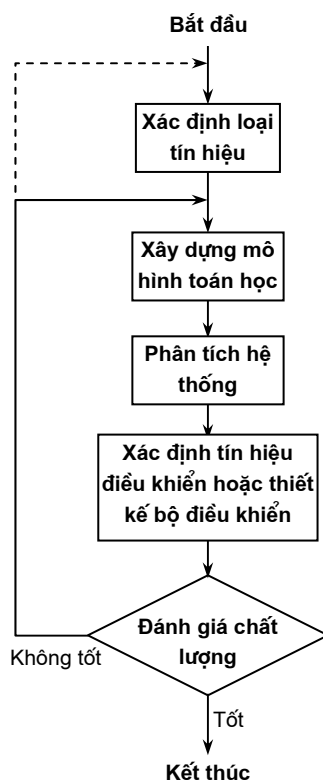 Bắt đầu
Xác định loại
tín hiệu
Xây dựng mô
hình toán học
Phân tích hệ
thống
Xác định tín hiệu
điều khiển hoặc thiết
kế bộ điều khiển
Đánh giá chất
lượng
Không tốt
Tốt
Kết thúc